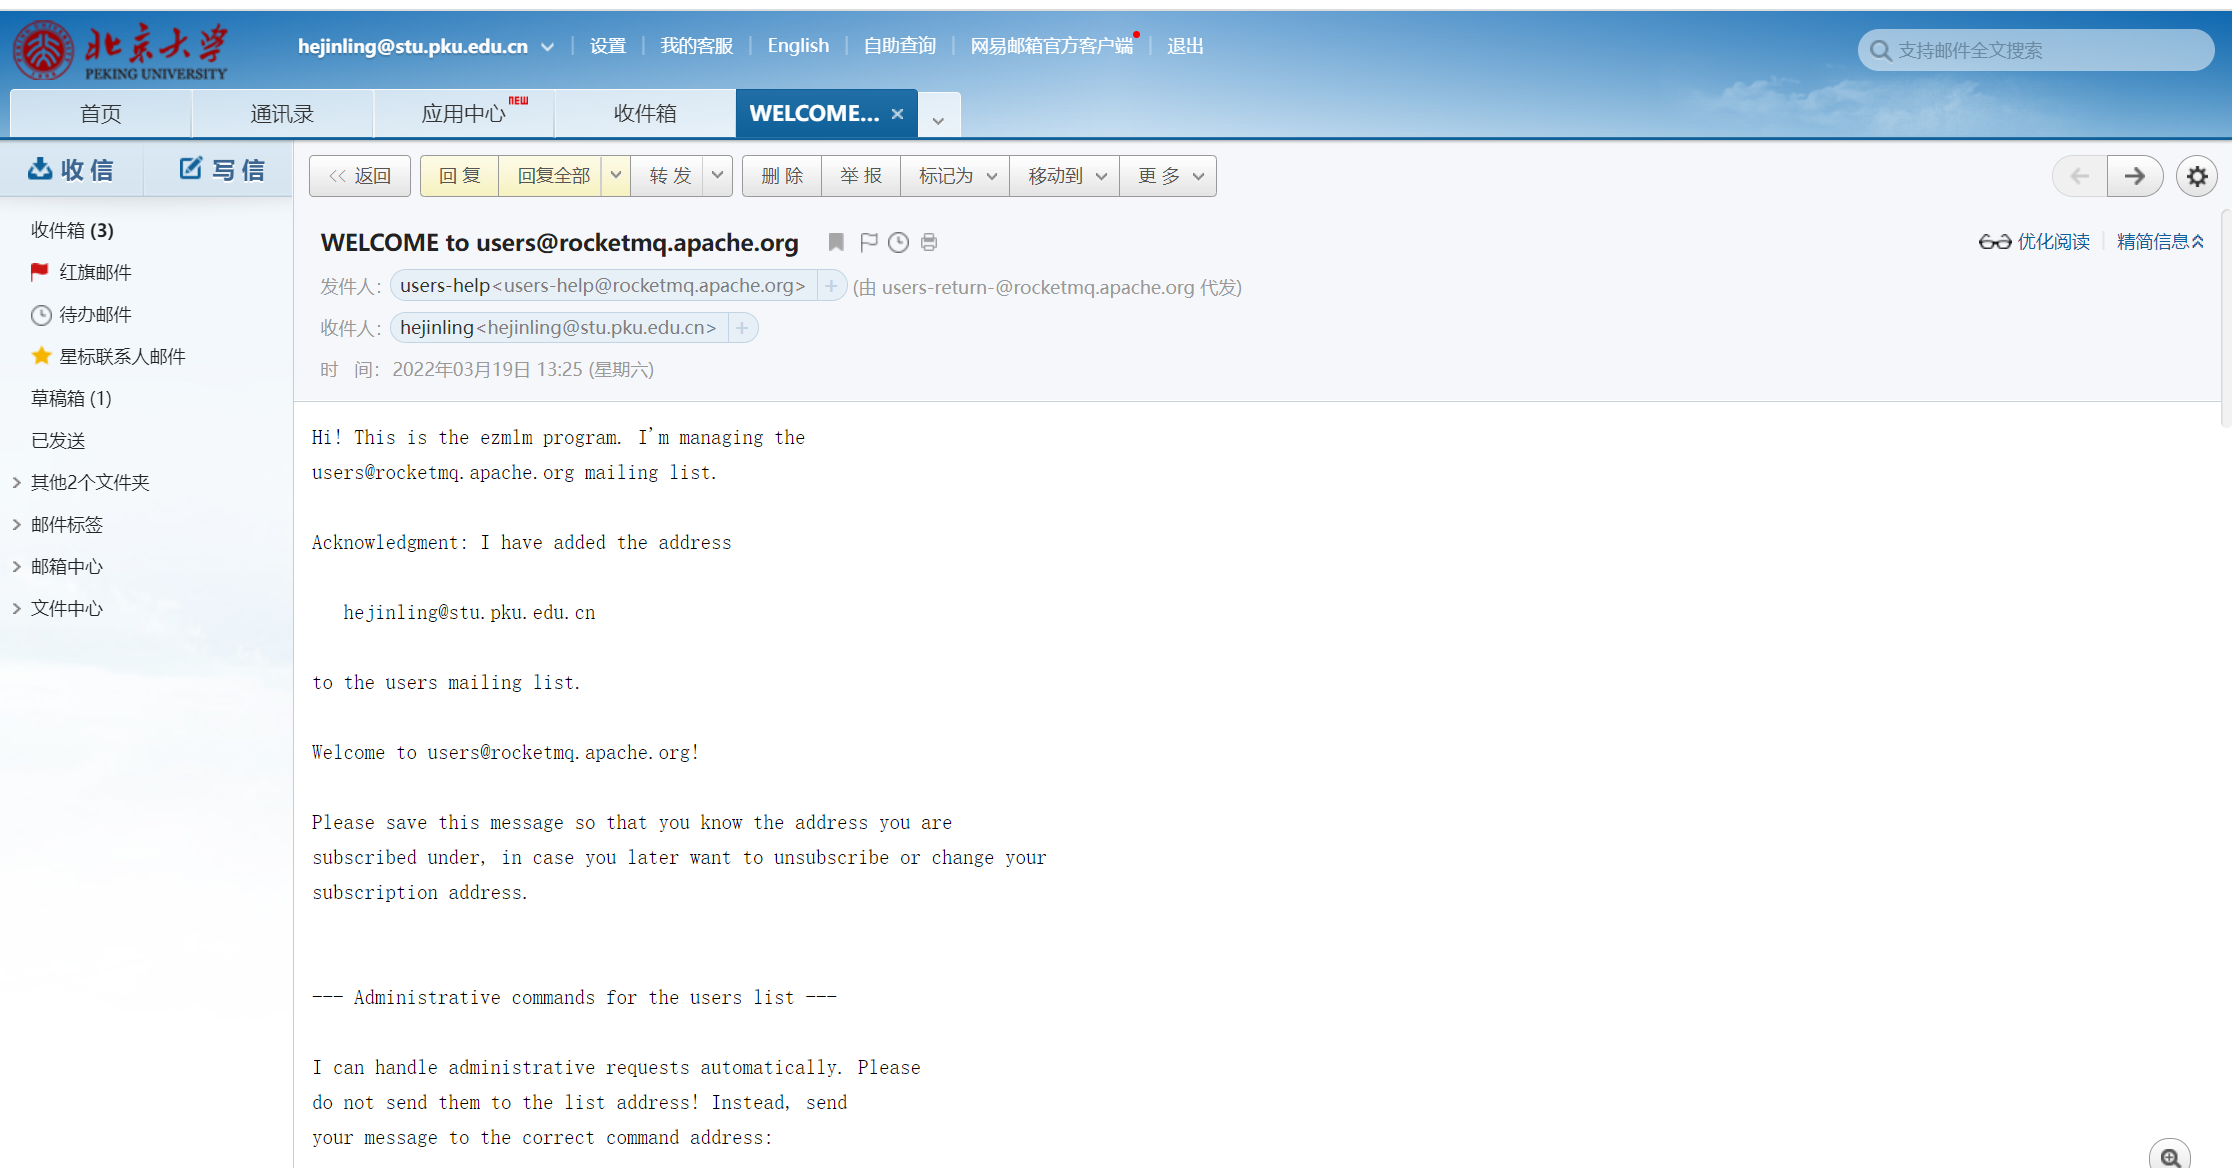 北京大学
PEKING UNIVERSITY
hejinling@stu.pku.edu.cn 设置 我的客服 English 自助查询 网易邮箱官方客户端 退出
支持邮件全文搜索
首页 通讯录 应用中心 NEW 收件箱 WELCOME... ×
收信 写信
<< 返回 回复 回复全部 转发 删除 举报 标记为 移动到 更多
收件箱 (3)
红旗邮件
待办邮件
星标联系人邮件
草稿箱 (1)
已发送
其他2个文件夹
邮件标签
邮箱中心
文件中心
WELCOME to users@rocketmq.apache.org
优化阅读 精简信息
发件人： users-help<users-help@rocketmq.apache.org> + (由 users-return-@rocketmq.apache.org 代发)
收件人： hejinling<hejinling@stu.pku.edu.cn> +
时 间： 2022年03月19日 13:25 (星期六)
Hi! This is the ezmlm program. I'm managing the
users@rocketmq.apache.org mailing list.
Acknowledgment: I have added the address
hejinling@stu.pku.edu.cn
to the users mailing list.
Welcome to users@rocketmq.apache.org!
Please save this message so that you know the address you are
subscribed under, in case you later want to unsubscribe or change your
subscription address.
--- Administrative commands for the users list ---
I can handle administrative requests automatically. Please
do not send them to the list address! Instead, send
your message to the correct command address: